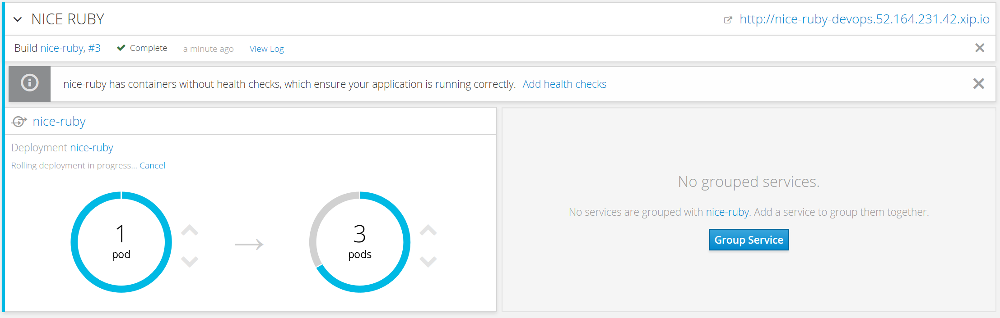 NICE RUBY
http://nice-ruby-devops.52.164.231.42.xip.io
Build nice-ruby, #3 Complete a minute ago View Log
nice-ruby has containers without health checks, which ensure your application is running correctly. Add health checks
nice-ruby
Deployment nice-ruby
Rolling deployment in progress... Cancel
1
pod
3
pods
No grouped services.
No services are grouped with nice-ruby. Add a service to group them together.
Group Service